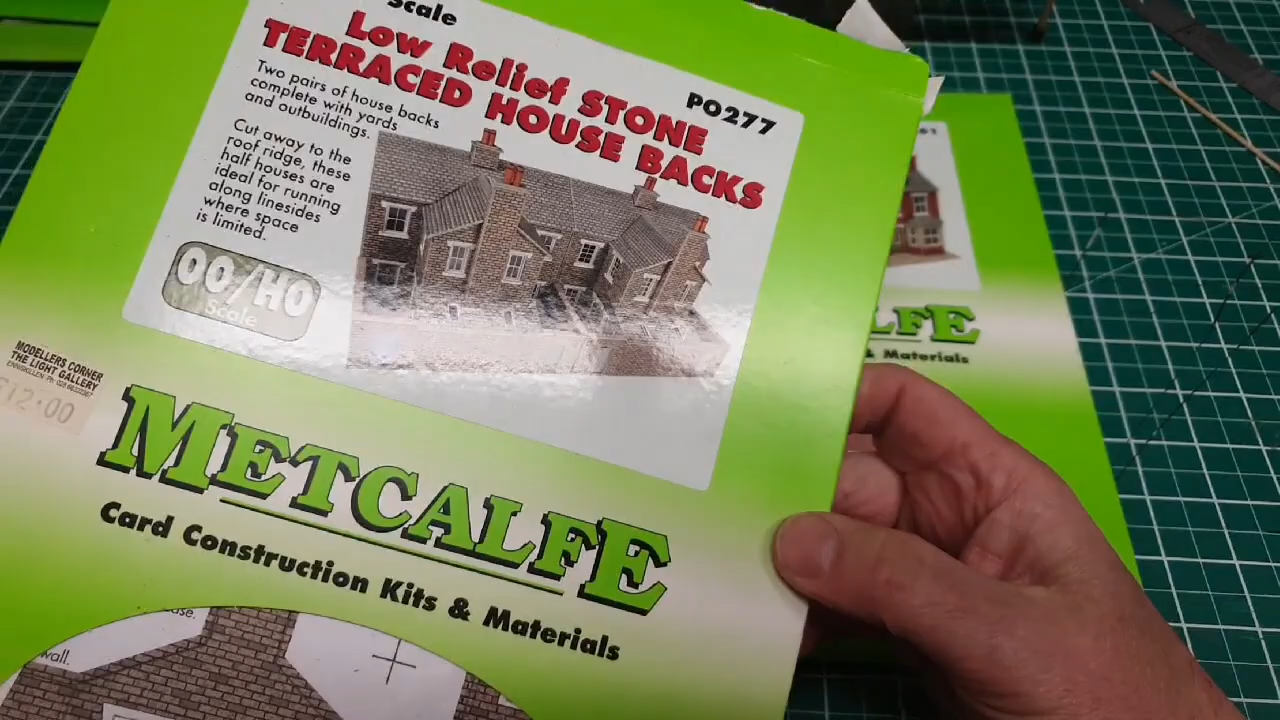 Scale
Low Relief STONE
TERRACED HOUSE BACKS
PO277
Two pairs of house backs
complete with yards
and outbuildings.
Cut away to the
roof ridge, these
half houses are
ideal for running
along linesides
where space
is limited.
OO/HO
Scale
MODELLERS CORNER
THE LIGHT GALLERY
£12·00
METCALFE
Card Construction Kits & Materials
wall.
LFE
& Materials